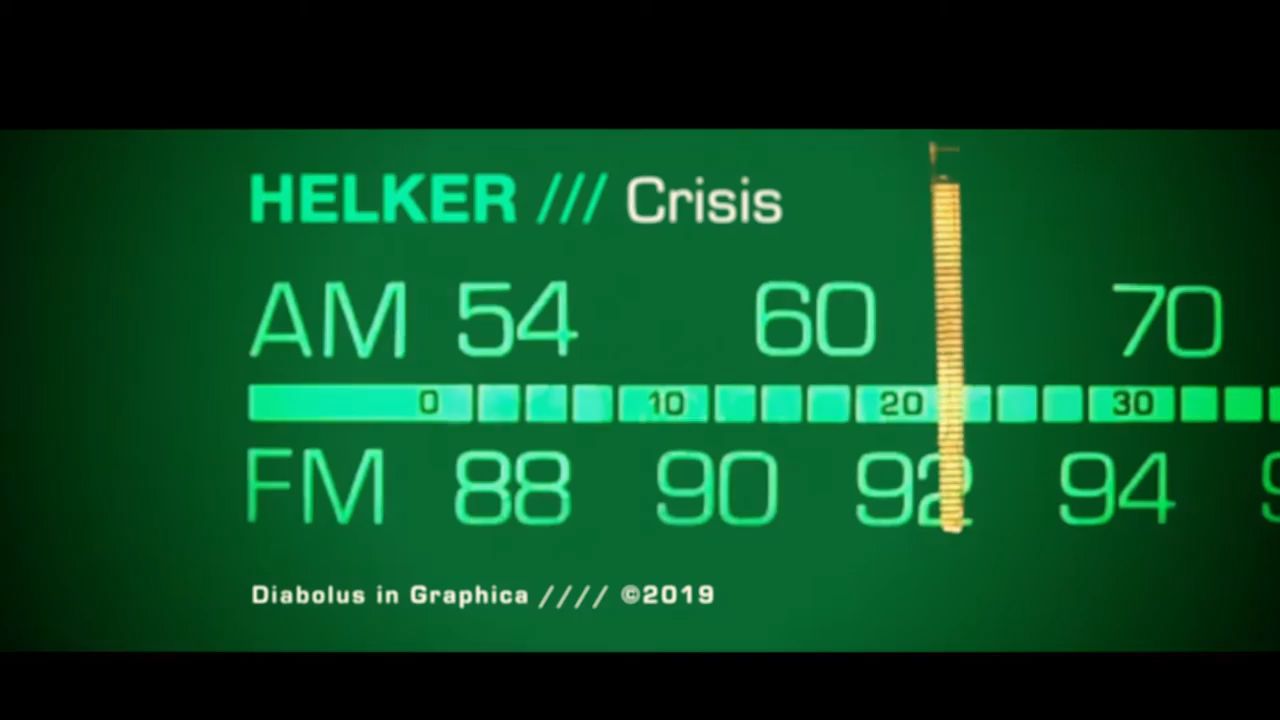 HELKER /// Crisis
AM 54 60 70
0 10 20 30
FM 88 90 92 94 9
Diabolus in Graphica //// ©2019